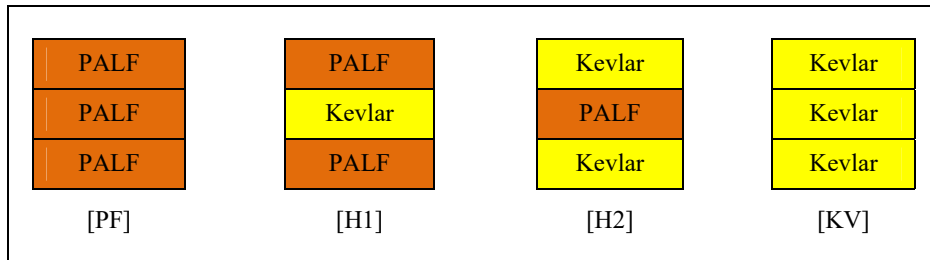 PALF PALF Kevlar Kevlar
PALF Kevlar PALF Kevlar
PALF PALF Kevlar Kevlar
[PF] [H1] [H2] [KV]